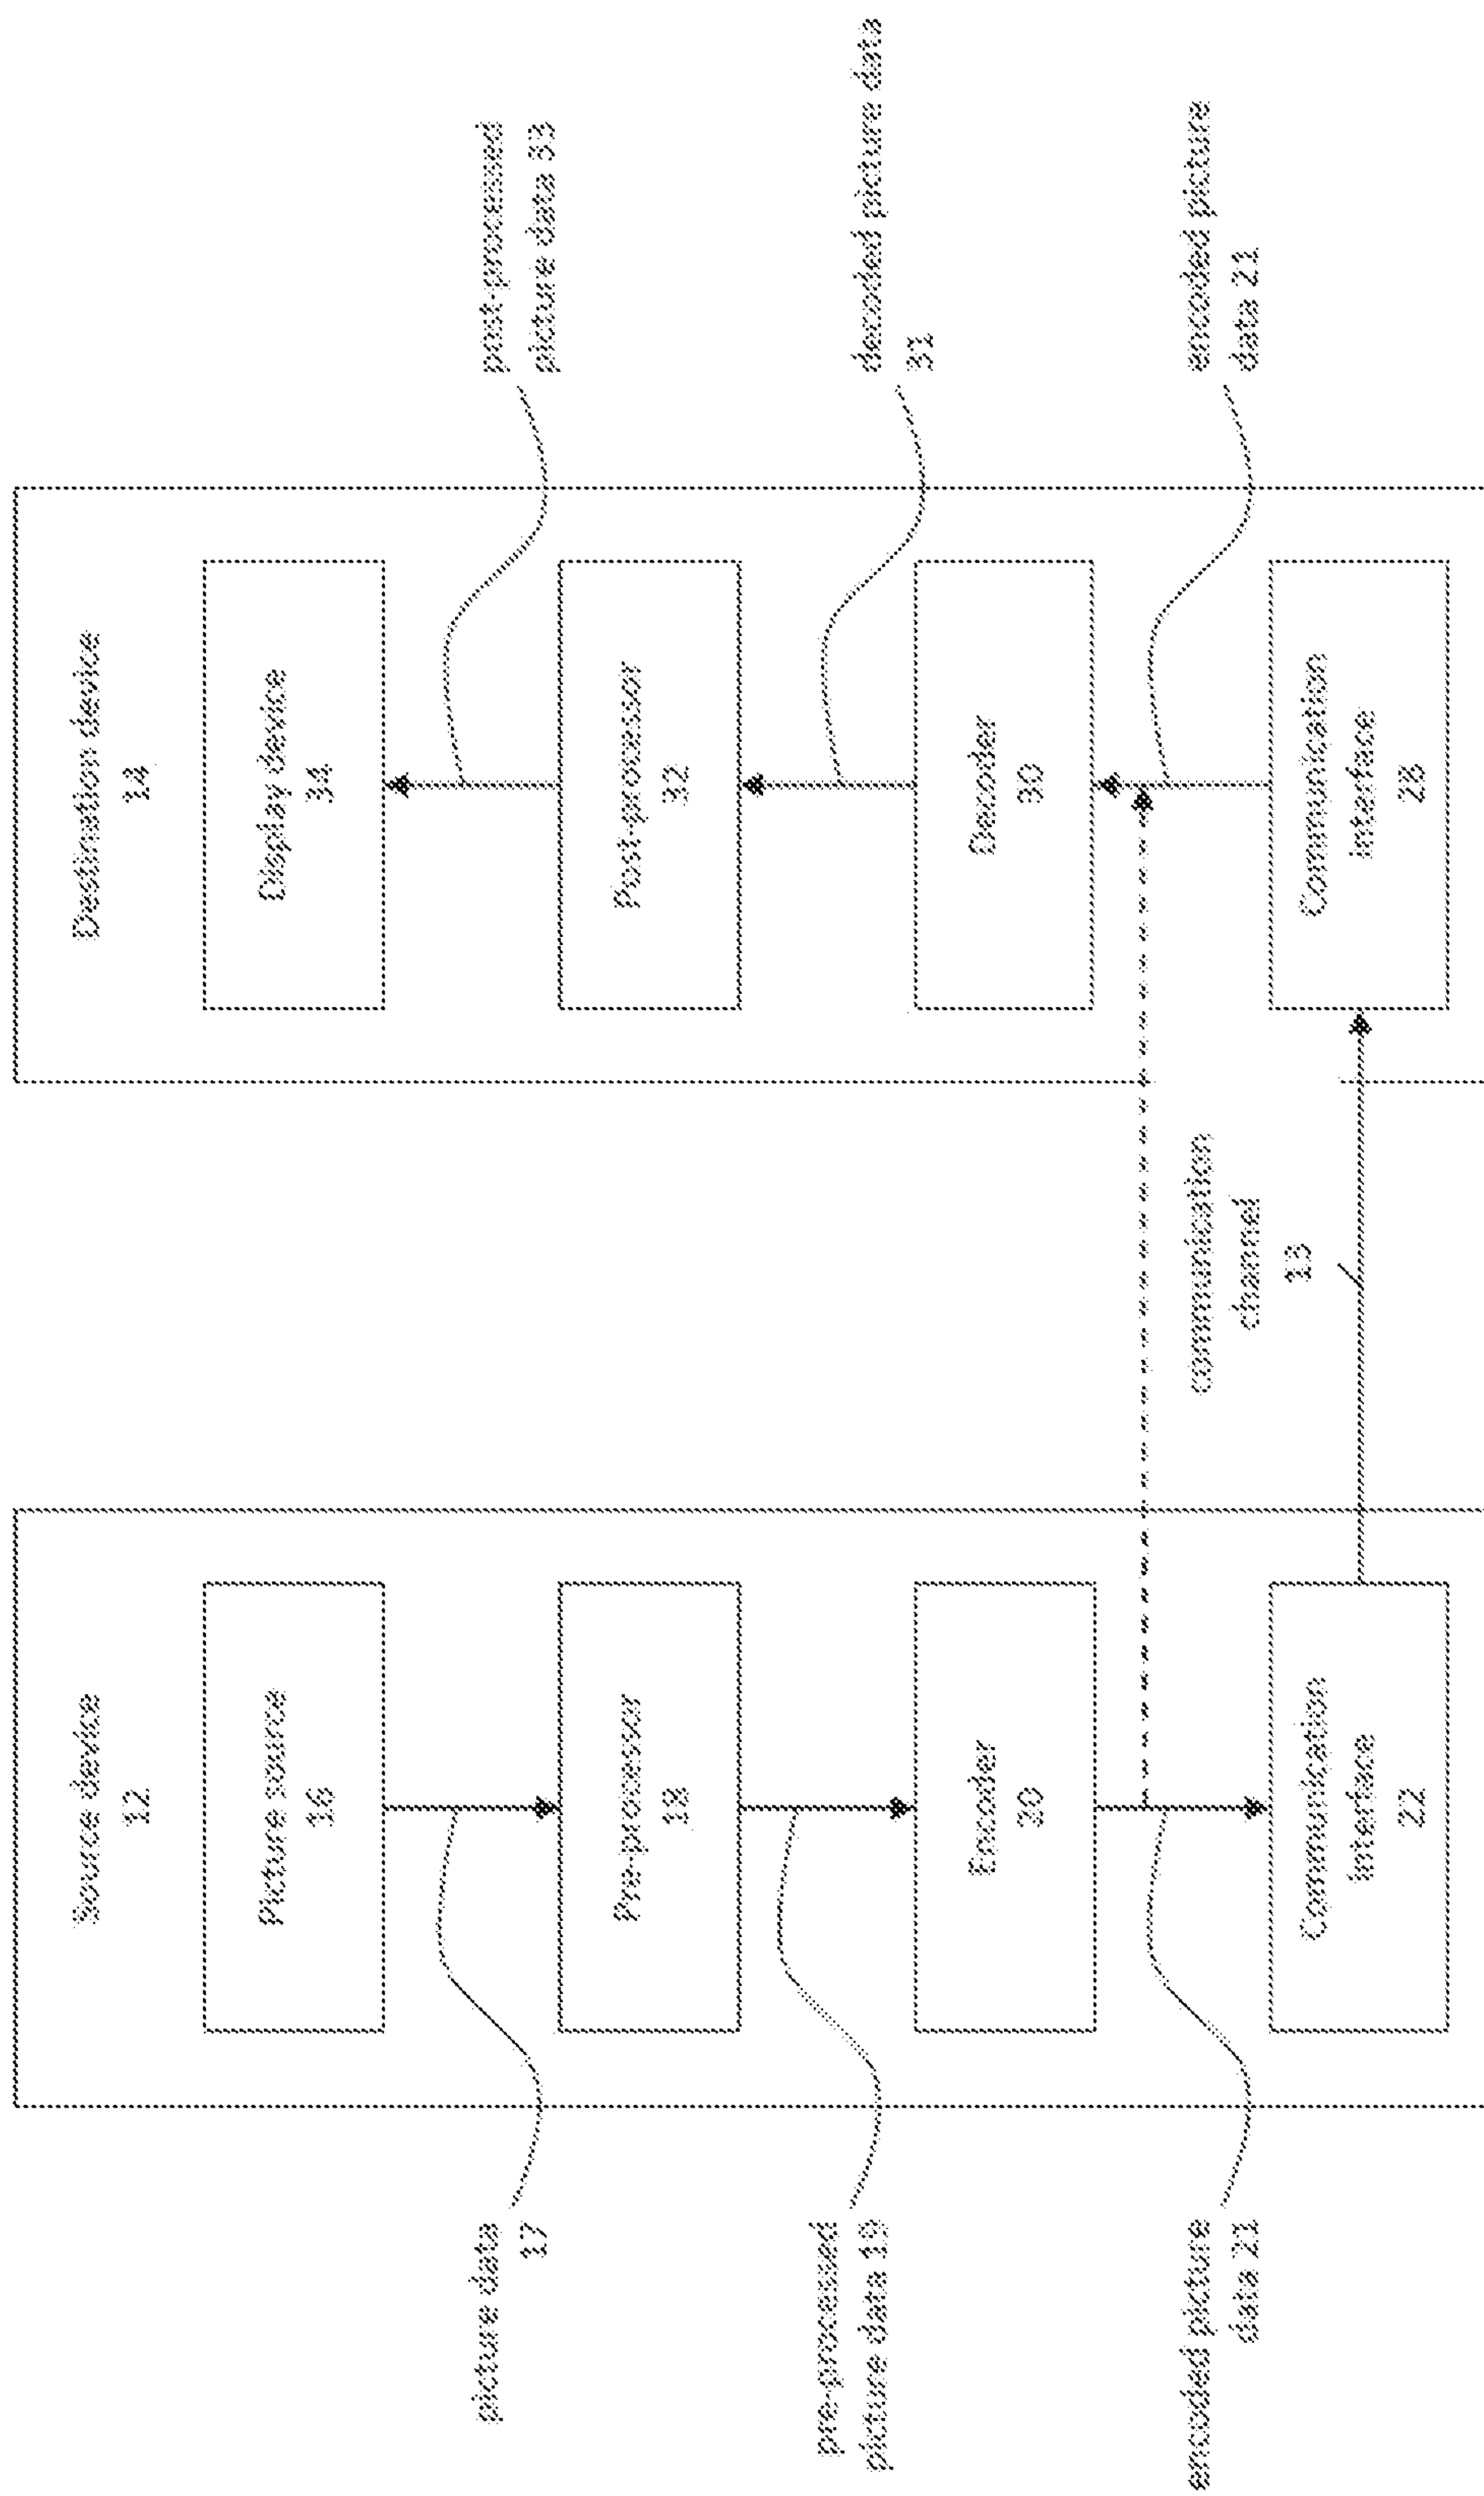 Source device
12
Picture source
16
picture data
17
Pre-processor
18
pre-processed
picture data 19
Encoder
30
encoded picture
data 21
Communication
interface
22
communication
channel
13
Destination device
14
Display device
34
post-processed
picture data 33
Post-processor
32
decoded picture data
31
Decoder
30
encoded picture
data 21
Communication
interface
28